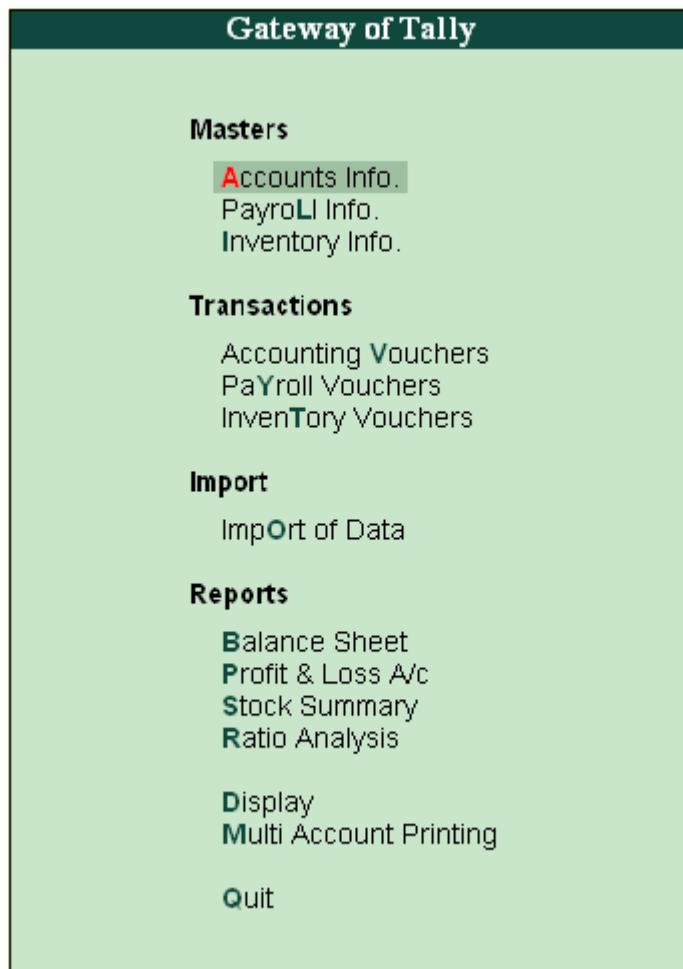 Gateway of Tally
Masters
Accounts Info.
PayroLl Info.
Inventory Info.
Transactions
Accounting Vouchers
PaYroll Vouchers
InvenTory Vouchers
Import
ImpOrt of Data
Reports
Balance Sheet
Profit & Loss A/c
Stock Summary
Ratio Analysis
Display
Multi Account Printing
Quit